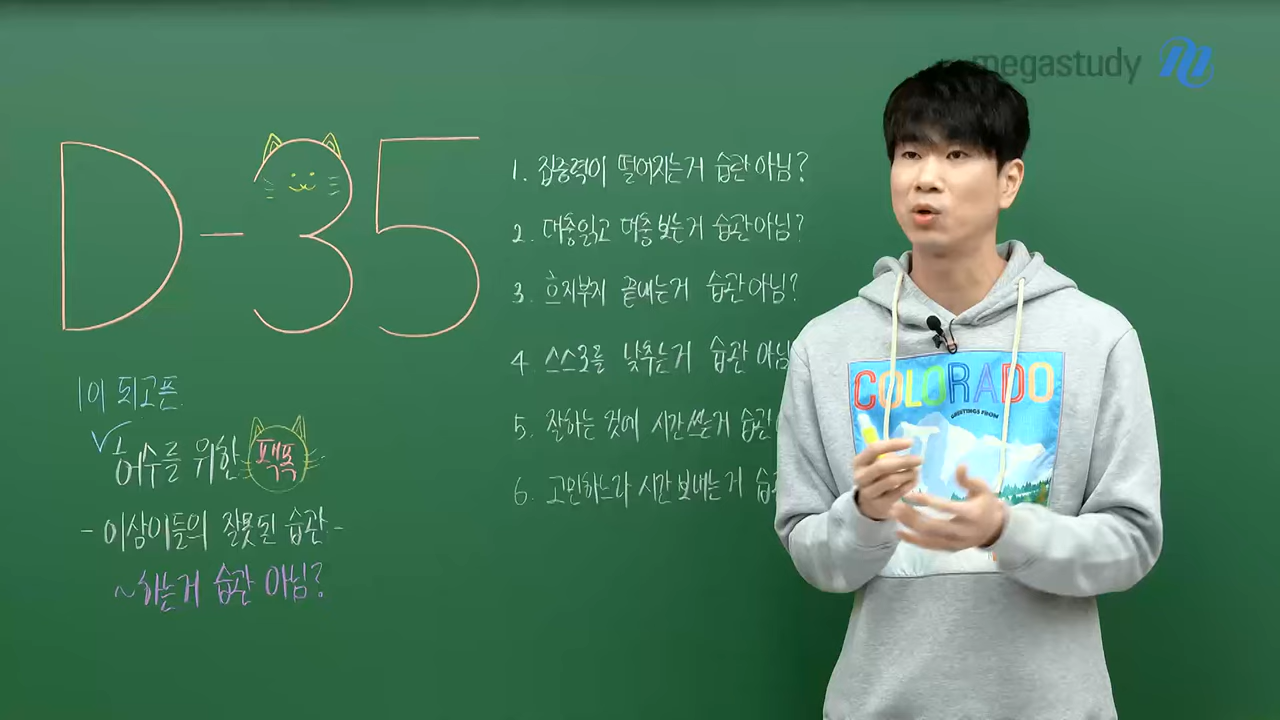 megastudy
D-35
1이 되고픈
허수를 위한 팩폭
- 이삼이들의 잘못된 습관 -
~하는거 습관 아님?
1. 집중력이 떨어지는거 습관 아님?
2. 대충읽고 대충보는거 습관아님?
3. 흐지부지 끝내는거 습관아님?
4 스스로를 낮추는거 습관 아님
5. 잘하는 것에 시간쓰는거 습관
6. 고민하느라 시간 보내는거 습
COLORADO
GREETINGS FROM